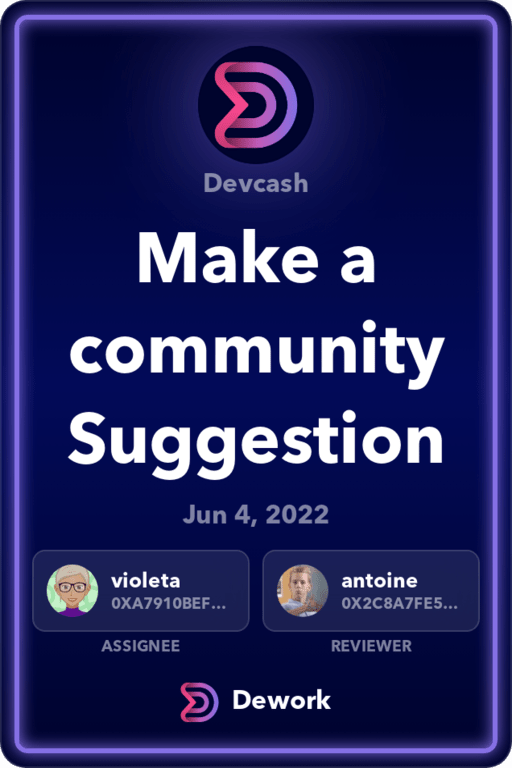 Devcash
Make a
community
Suggestion
Jun 4, 2022
violeta
0XA7910BEF...
antoine
0X2C8A7FE5...
ASSIGNEE
REVIEWER
Dework